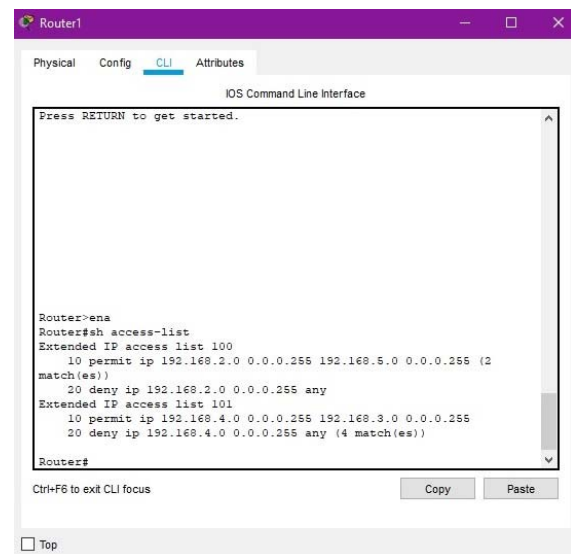 Router1
Physical Config CLI Attributes
IOS Command Line Interface
Press RETURN to get started.
Router>ena
Router#sh access-list
Extended IP access list 100
10 permit ip 192.168.2.0 0.0.0.255 192.168.5.0 0.0.0.255 (2
match(es))
20 deny ip 192.168.2.0 0.0.0.255 any
Extended IP access list 101
10 permit ip 192.168.4.0 0.0.0.255 192.168.3.0 0.0.0.255
20 deny ip 192.168.4.0 0.0.0.255 any (4 match(es))
Router#
Ctrl+F6 to exit CLI focus Copy Paste
Top